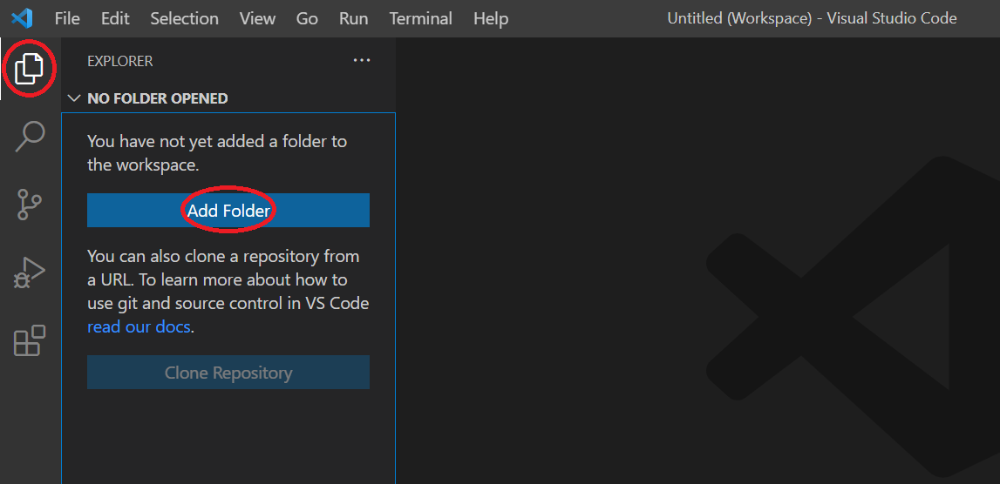 File Edit Selection View Go Run Terminal Help Untitled (Workspace) - Visual Studio Code
EXPLORER
NO FOLDER OPENED
You have not yet added a folder to
the workspace.
Add Folder
You can also clone a repository from
a URL. To learn more about how to
use git and source control in VS Code
read our docs.
Clone Repository